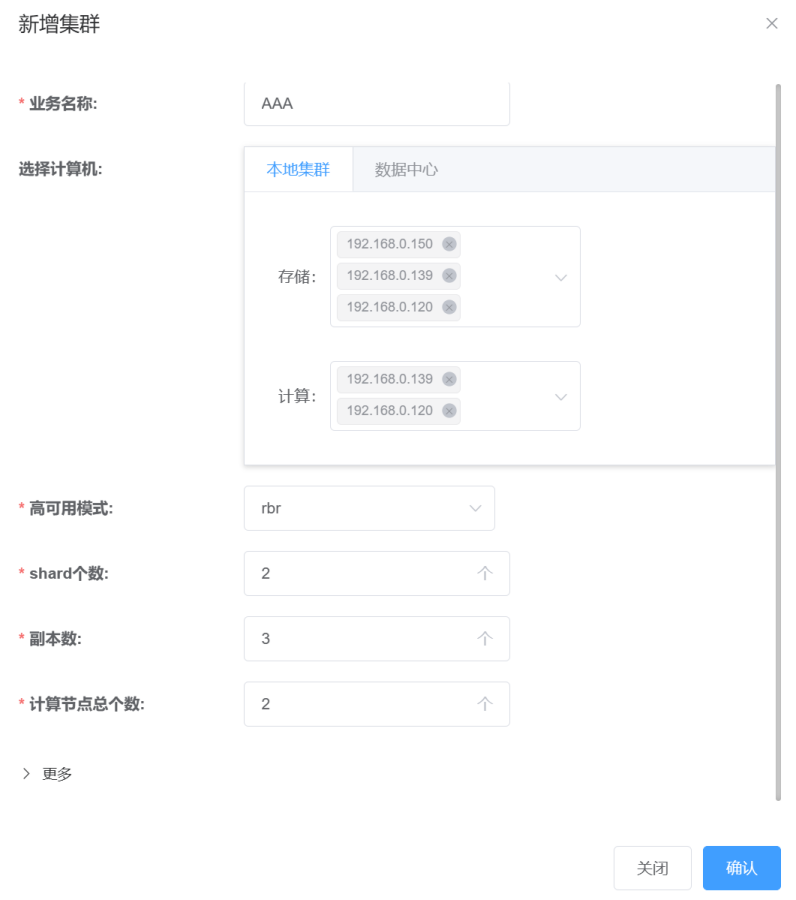 新增集群
* 业务名称:
AAA
选择计算机:
本地集群 数据中心
存储:
192.168.0.150
192.168.0.139
192.168.0.120
计算:
192.168.0.139
192.168.0.120
* 高可用模式:
rbr
* shard个数:
2 个
* 副本数:
3 个
* 计算节点总个数:
2 个
更多
关闭 确认